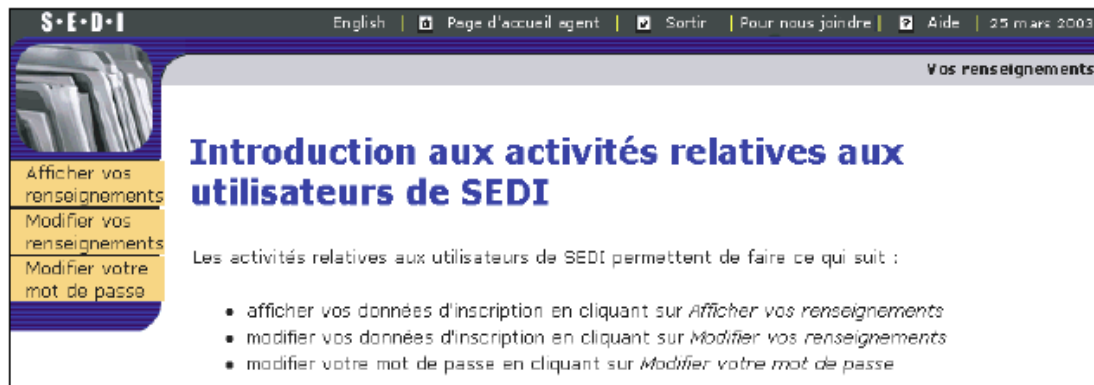 S•E•D•I
English | Page d'accueil agent | Sortir | Pour nous joindre | ? Aide | 25 mars 2003
Vos renseignements
Afficher vos
renseignements
Modifier vos
renseignements
Modifier votre
mot de passe
Introduction aux activités relatives aux
utilisateurs de SEDI
Les activités relatives aux utilisateurs de SEDI permettent de faire ce qui suit :
• afficher vos données d'inscription en cliquant sur Afficher vos renseignements
• modifier vos données d'inscription en cliquant sur Modifier vos renseignements
• modifier votre mot de passe en cliquant sur Modifier votre mot de passe